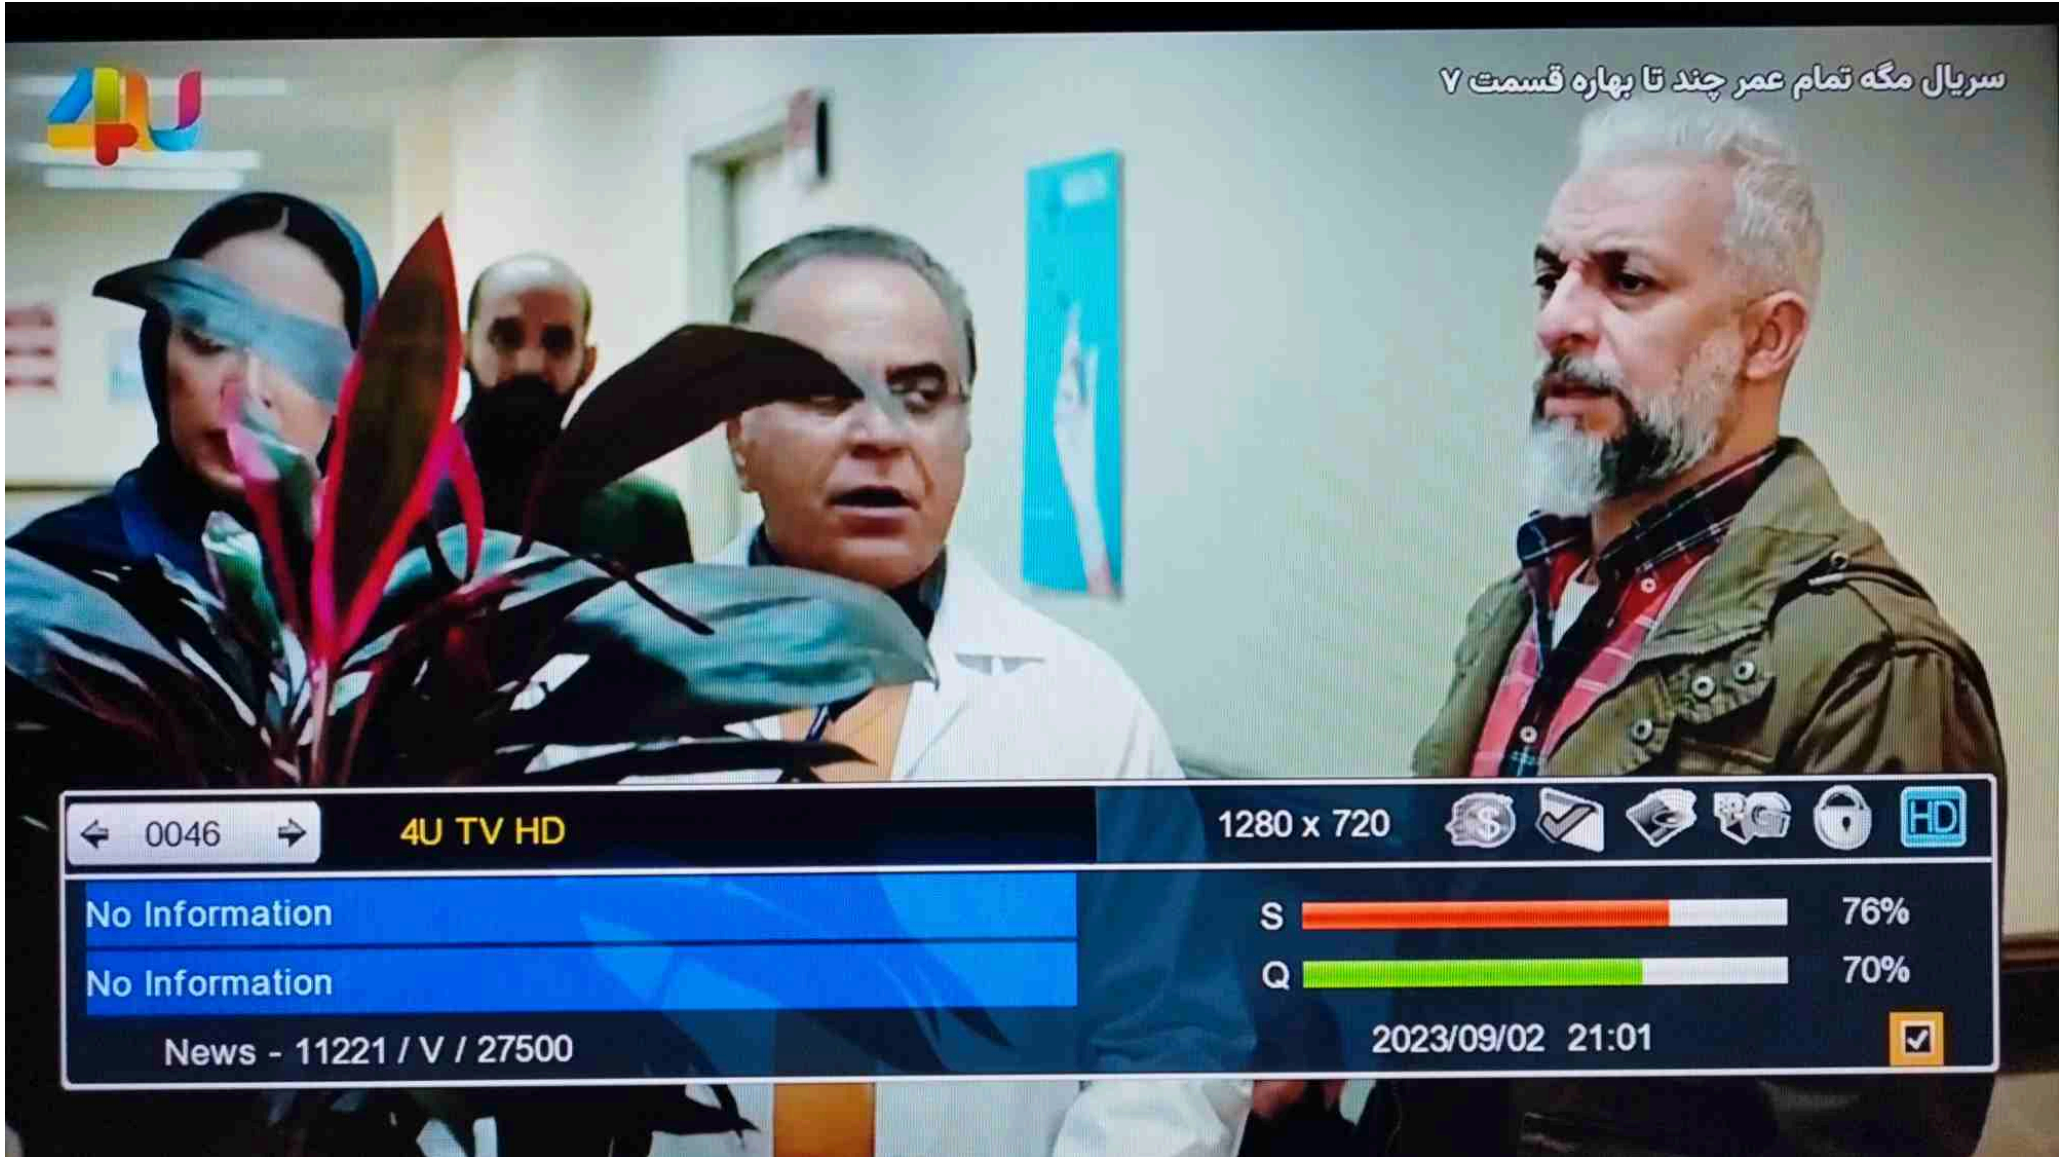 4U
سریال مگه تمام عمر چند تا بهاره قسمت ۷
0046
4U TV HD
1280 x 720
HD
No Information
S 76%
No Information
Q 70%
News - 11221 / V / 27500
2023/09/02 21:01